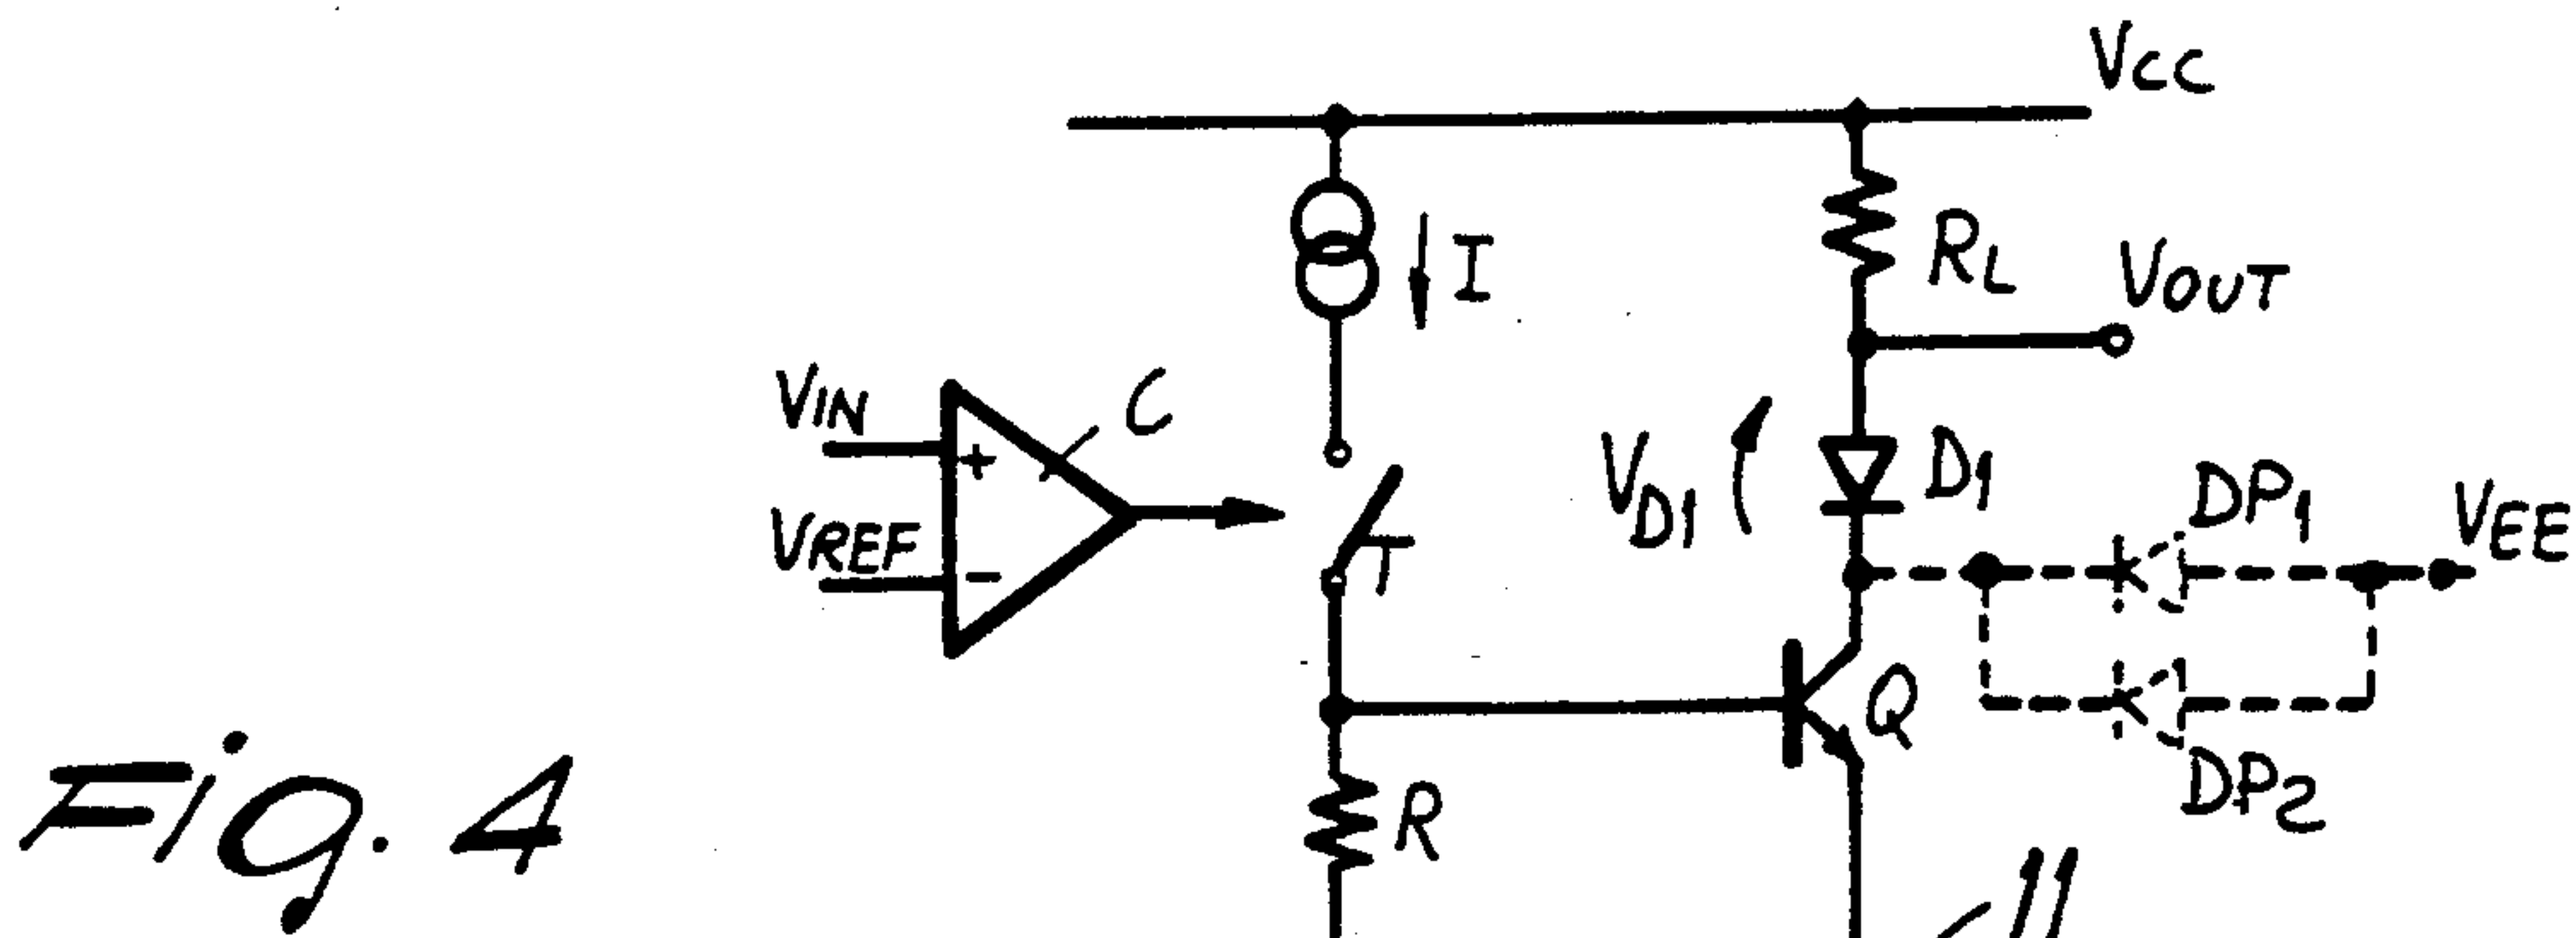 VCC
I
RL
VOUT
VIN
+
C
VREF
-
T
VD1
D1
DP1
VEE
Q
DP2
R
11
Fig. 4